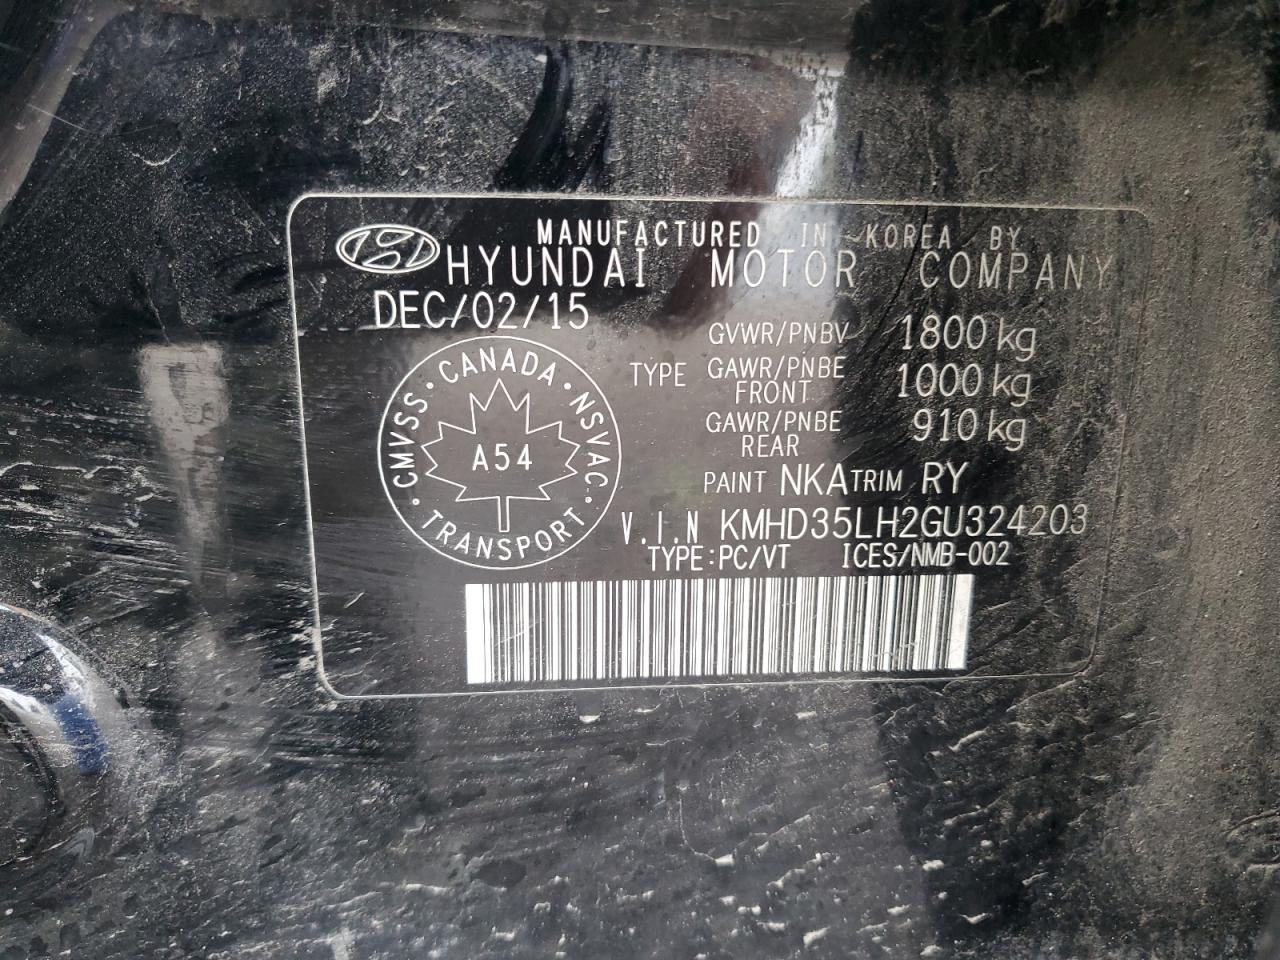 MANUFACTURED IN KOREA BY
HYUNDAI MOTOR COMPANY
DEC/02/15
GVWR/PNBV 1800 kg
TYPE GAWR/PNBE FRONT 1000 kg
GAWR/PNBE REAR 910 kg
CMVSS · CANADA · NSVAC · TRANSPORT ·
A54
PAINT NKA TRIM RY
V.I.N KMHD35LH2GU324203
TYPE:PC/VT ICES/NMB-002